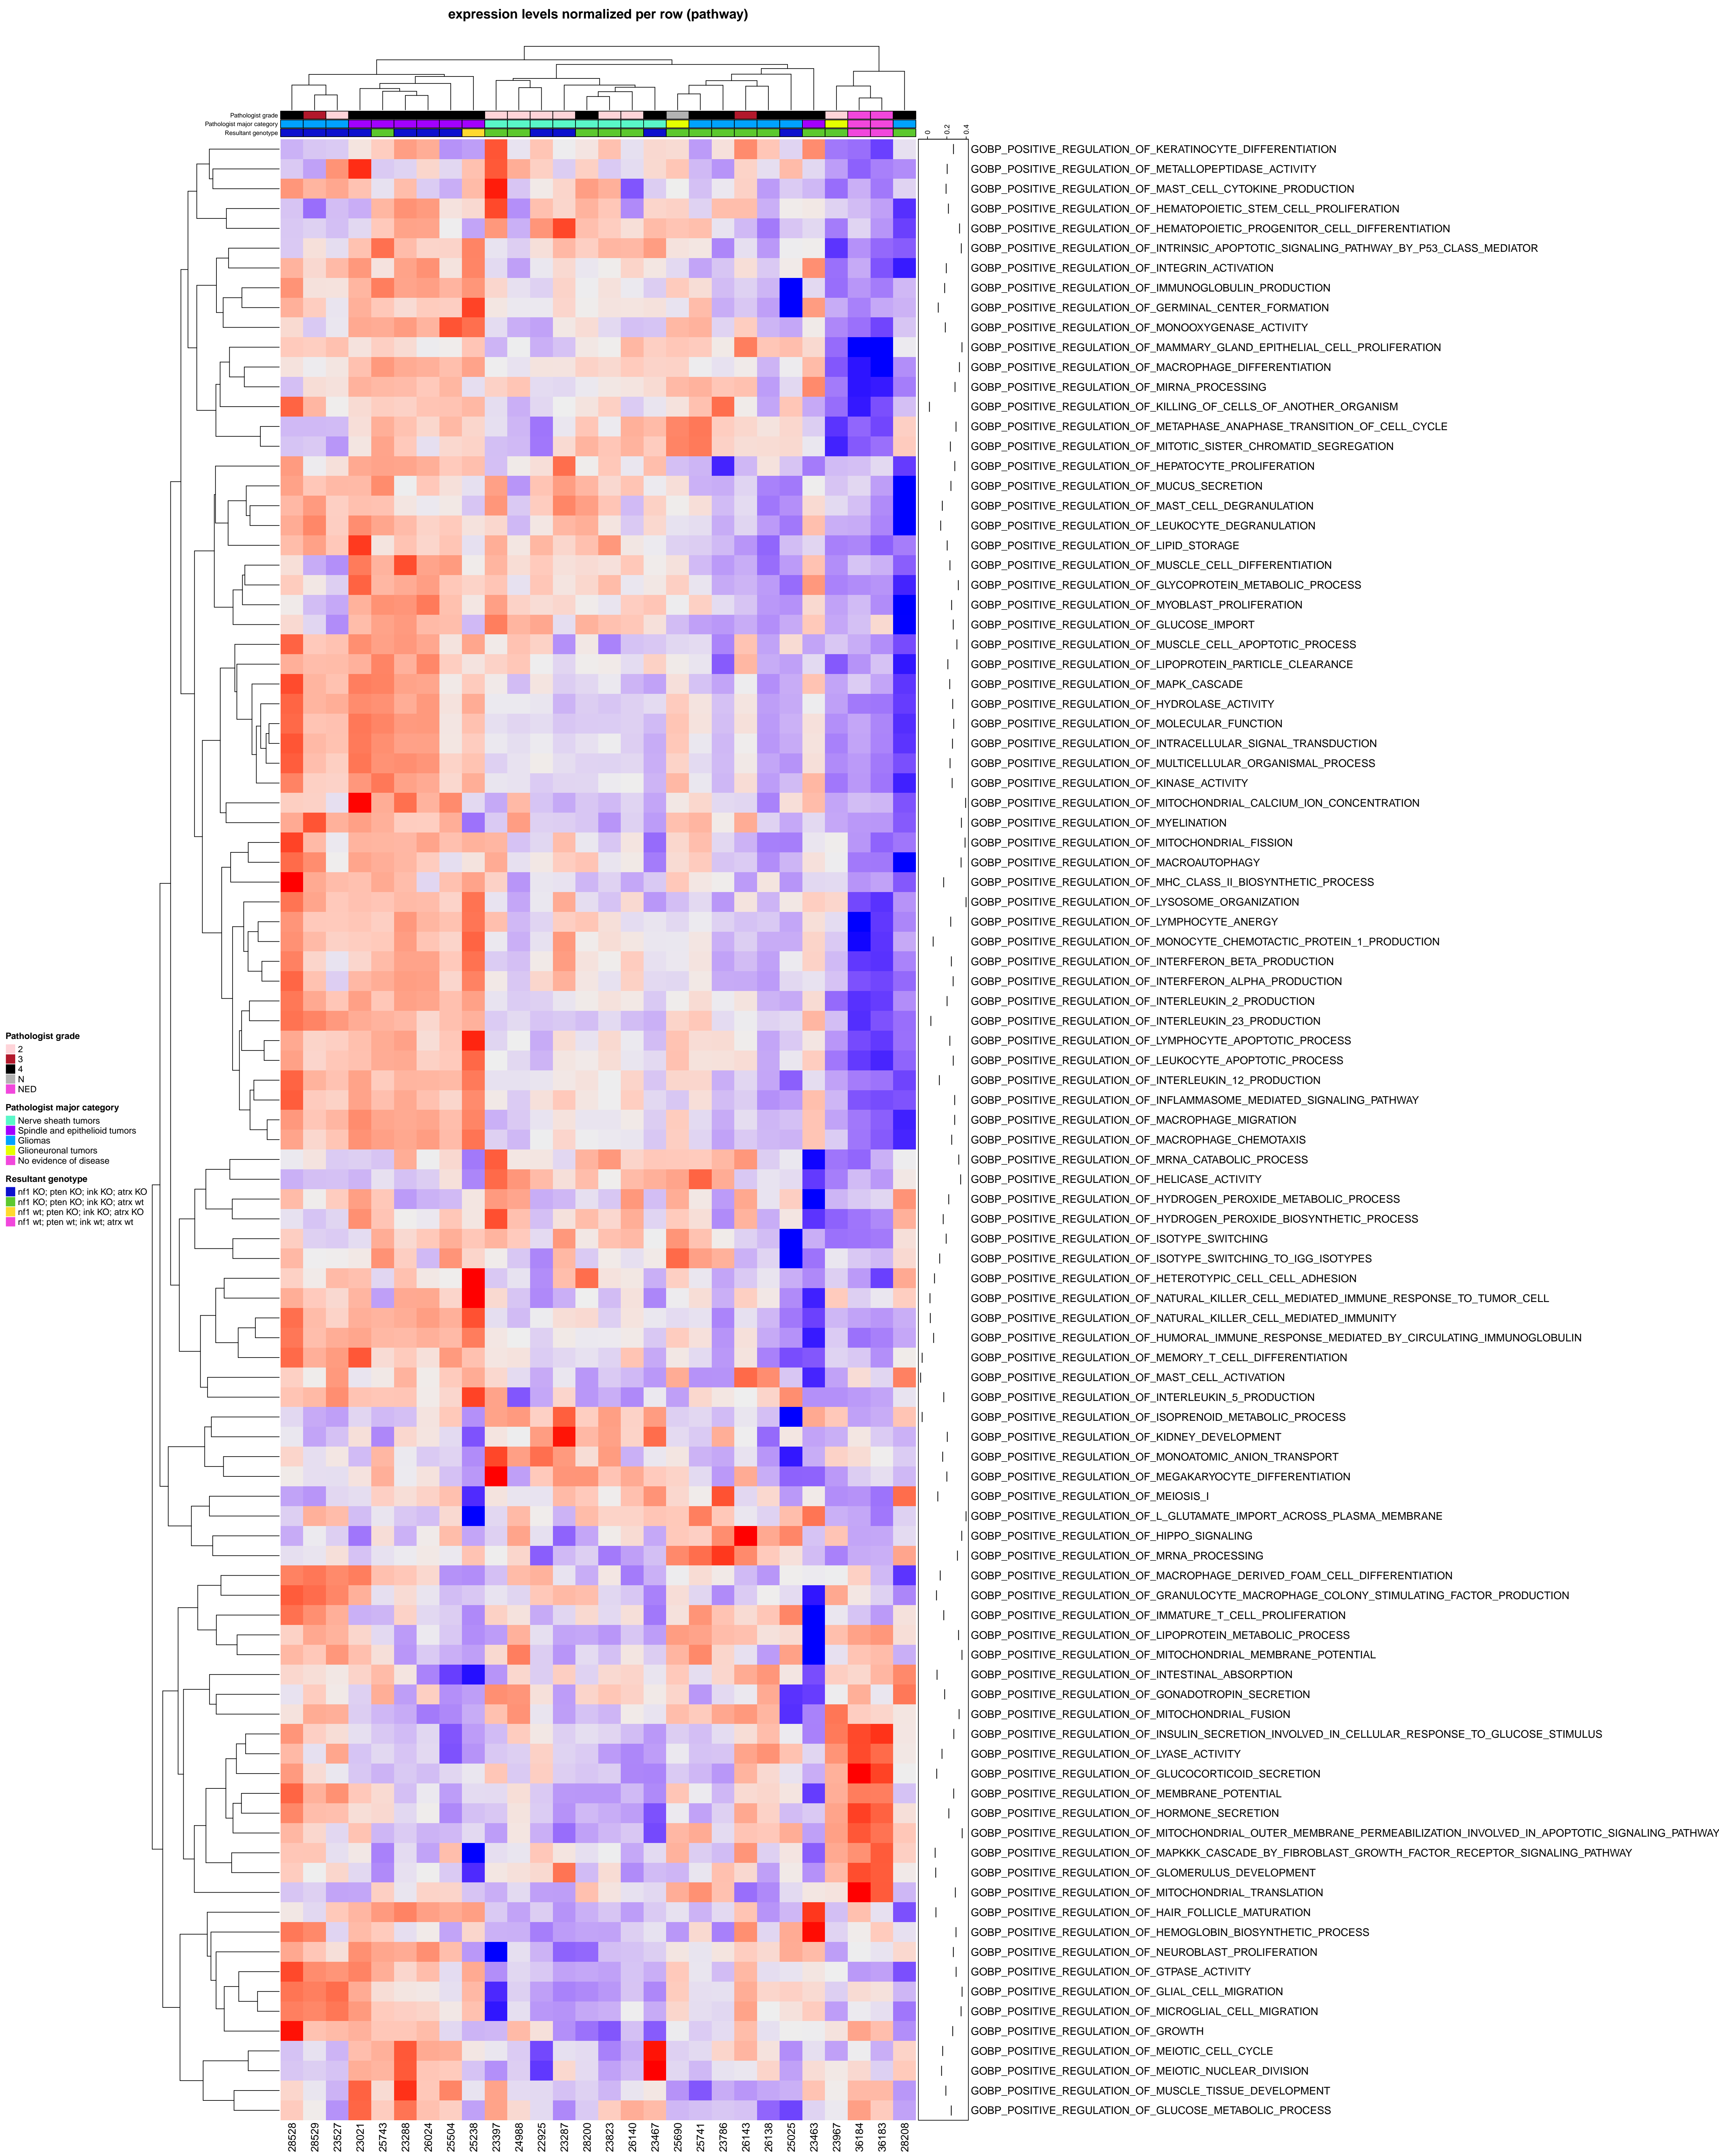 expression levels normalized per row (pathway)
Pathologist grade
Pathologist major category
Resultant genotype
0
0.2
0.4
GOBP_POSITIVE_REGULATION_OF_KERATINOCYTE_DIFFERENTIATION
GOBP_POSITIVE_REGULATION_OF_METALLOPEPTIDASE_ACTIVITY
GOBP_POSITIVE_REGULATION_OF_MAST_CELL_CYTOKINE_PRODUCTION
GOBP_POSITIVE_REGULATION_OF_HEMATOPOIETIC_STEM_CELL_PROLIFERATION
GOBP_POSITIVE_REGULATION_OF_HEMATOPOIETIC_PROGENITOR_CELL_DIFFERENTIATION
GOBP_POSITIVE_REGULATION_OF_INTRINSIC_APOPTOTIC_SIGNALING_PATHWAY_BY_P53_CLASS_MEDIATOR
GOBP_POSITIVE_REGULATION_OF_INTEGRIN_ACTIVATION
GOBP_POSITIVE_REGULATION_OF_IMMUNOGLOBULIN_PRODUCTION
GOBP_POSITIVE_REGULATION_OF_GERMINAL_CENTER_FORMATION
GOBP_POSITIVE_REGULATION_OF_MONOOXYGENASE_ACTIVITY
GOBP_POSITIVE_REGULATION_OF_MAMMARY_GLAND_EPITHELIAL_CELL_PROLIFERATION
GOBP_POSITIVE_REGULATION_OF_MACROPHAGE_DIFFERENTIATION
GOBP_POSITIVE_REGULATION_OF_MIRNA_PROCESSING
GOBP_POSITIVE_REGULATION_OF_KILLING_OF_CELLS_OF_ANOTHER_ORGANISM
GOBP_POSITIVE_REGULATION_OF_METAPHASE_ANAPHASE_TRANSITION_OF_CELL_CYCLE
GOBP_POSITIVE_REGULATION_OF_MITOTIC_SISTER_CHROMATID_SEGREGATION
GOBP_POSITIVE_REGULATION_OF_HEPATOCYTE_PROLIFERATION
GOBP_POSITIVE_REGULATION_OF_MUCUS_SECRETION
GOBP_POSITIVE_REGULATION_OF_MAST_CELL_DEGRANULATION
GOBP_POSITIVE_REGULATION_OF_LEUKOCYTE_DEGRANULATION
GOBP_POSITIVE_REGULATION_OF_LIPID_STORAGE
GOBP_POSITIVE_REGULATION_OF_MUSCLE_CELL_DIFFERENTIATION
GOBP_POSITIVE_REGULATION_OF_GLYCOPROTEIN_METABOLIC_PROCESS
GOBP_POSITIVE_REGULATION_OF_MYOBLAST_PROLIFERATION
GOBP_POSITIVE_REGULATION_OF_GLUCOSE_IMPORT
GOBP_POSITIVE_REGULATION_OF_MUSCLE_CELL_APOPTOTIC_PROCESS
GOBP_POSITIVE_REGULATION_OF_LIPOPROTEIN_PARTICLE_CLEARANCE
GOBP_POSITIVE_REGULATION_OF_MAPK_CASCADE
GOBP_POSITIVE_REGULATION_OF_HYDROLASE_ACTIVITY
GOBP_POSITIVE_REGULATION_OF_MOLECULAR_FUNCTION
GOBP_POSITIVE_REGULATION_OF_INTRACELLULAR_SIGNAL_TRANSDUCTION
GOBP_POSITIVE_REGULATION_OF_MULTICELLULAR_ORGANISMAL_PROCESS
GOBP_POSITIVE_REGULATION_OF_KINASE_ACTIVITY
GOBP_POSITIVE_REGULATION_OF_MITOCHONDRIAL_CALCIUM_ION_CONCENTRATION
GOBP_POSITIVE_REGULATION_OF_MYELINATION
GOBP_POSITIVE_REGULATION_OF_MITOCHONDRIAL_FISSION
GOBP_POSITIVE_REGULATION_OF_MACROAUTOPHAGY
GOBP_POSITIVE_REGULATION_OF_MHC_CLASS_II_BIOSYNTHETIC_PROCESS
GOBP_POSITIVE_REGULATION_OF_LYSOSOME_ORGANIZATION
GOBP_POSITIVE_REGULATION_OF_LYMPHOCYTE_ANERGY
GOBP_POSITIVE_REGULATION_OF_MONOCYTE_CHEMOTACTIC_PROTEIN_1_PRODUCTION
GOBP_POSITIVE_REGULATION_OF_INTERFERON_BETA_PRODUCTION
GOBP_POSITIVE_REGULATION_OF_INTERFERON_ALPHA_PRODUCTION
GOBP_POSITIVE_REGULATION_OF_INTERLEUKIN_2_PRODUCTION
GOBP_POSITIVE_REGULATION_OF_INTERLEUKIN_23_PRODUCTION
GOBP_POSITIVE_REGULATION_OF_LYMPHOCYTE_APOPTOTIC_PROCESS
GOBP_POSITIVE_REGULATION_OF_LEUKOCYTE_APOPTOTIC_PROCESS
GOBP_POSITIVE_REGULATION_OF_INTERLEUKIN_12_PRODUCTION
GOBP_POSITIVE_REGULATION_OF_INFLAMMASOME_MEDIATED_SIGNALING_PATHWAY
GOBP_POSITIVE_REGULATION_OF_MACROPHAGE_MIGRATION
GOBP_POSITIVE_REGULATION_OF_MACROPHAGE_CHEMOTAXIS
GOBP_POSITIVE_REGULATION_OF_MRNA_CATABOLIC_PROCESS
GOBP_POSITIVE_REGULATION_OF_HELICASE_ACTIVITY
GOBP_POSITIVE_REGULATION_OF_HYDROGEN_PEROXIDE_METABOLIC_PROCESS
GOBP_POSITIVE_REGULATION_OF_HYDROGEN_PEROXIDE_BIOSYNTHETIC_PROCESS
GOBP_POSITIVE_REGULATION_OF_ISOTYPE_SWITCHING
GOBP_POSITIVE_REGULATION_OF_ISOTYPE_SWITCHING_TO_IGG_ISOTYPES
GOBP_POSITIVE_REGULATION_OF_HETEROTYPIC_CELL_CELL_ADHESION
GOBP_POSITIVE_REGULATION_OF_NATURAL_KILLER_CELL_MEDIATED_IMMUNE_RESPONSE_TO_TUMOR_CELL
GOBP_POSITIVE_REGULATION_OF_NATURAL_KILLER_CELL_MEDIATED_IMMUNITY
GOBP_POSITIVE_REGULATION_OF_HUMORAL_IMMUNE_RESPONSE_MEDIATED_BY_CIRCULATING_IMMUNOGLOBULIN
GOBP_POSITIVE_REGULATION_OF_MEMORY_T_CELL_DIFFERENTIATION
GOBP_POSITIVE_REGULATION_OF_MAST_CELL_ACTIVATION
GOBP_POSITIVE_REGULATION_OF_INTERLEUKIN_5_PRODUCTION
GOBP_POSITIVE_REGULATION_OF_ISOPRENOID_METABOLIC_PROCESS
GOBP_POSITIVE_REGULATION_OF_KIDNEY_DEVELOPMENT
GOBP_POSITIVE_REGULATION_OF_MONOATOMIC_ANION_TRANSPORT
GOBP_POSITIVE_REGULATION_OF_MEGAKARYOCYTE_DIFFERENTIATION
GOBP_POSITIVE_REGULATION_OF_MEIOSIS_I
GOBP_POSITIVE_REGULATION_OF_L_GLUTAMATE_IMPORT_ACROSS_PLASMA_MEMBRANE
GOBP_POSITIVE_REGULATION_OF_HIPPO_SIGNALING
GOBP_POSITIVE_REGULATION_OF_MRNA_PROCESSING
GOBP_POSITIVE_REGULATION_OF_MACROPHAGE_DERIVED_FOAM_CELL_DIFFERENTIATION
GOBP_POSITIVE_REGULATION_OF_GRANULOCYTE_MACROPHAGE_COLONY_STIMULATING_FACTOR_PRODUCTION
GOBP_POSITIVE_REGULATION_OF_IMMATURE_T_CELL_PROLIFERATION
GOBP_POSITIVE_REGULATION_OF_LIPOPROTEIN_METABOLIC_PROCESS
GOBP_POSITIVE_REGULATION_OF_MITOCHONDRIAL_MEMBRANE_POTENTIAL
GOBP_POSITIVE_REGULATION_OF_INTESTINAL_ABSORPTION
GOBP_POSITIVE_REGULATION_OF_GONADOTROPIN_SECRETION
GOBP_POSITIVE_REGULATION_OF_MITOCHONDRIAL_FUSION
GOBP_POSITIVE_REGULATION_OF_INSULIN_SECRETION_INVOLVED_IN_CELLULAR_RESPONSE_TO_GLUCOSE_STIMULUS
GOBP_POSITIVE_REGULATION_OF_LYASE_ACTIVITY
GOBP_POSITIVE_REGULATION_OF_GLUCOCORTICOID_SECRETION
GOBP_POSITIVE_REGULATION_OF_MEMBRANE_POTENTIAL
GOBP_POSITIVE_REGULATION_OF_HORMONE_SECRETION
GOBP_POSITIVE_REGULATION_OF_MITOCHONDRIAL_OUTER_MEMBRANE_PERMEABILIZATION_INVOLVED_IN_APOPTOTIC_SIGNALING_PATHWAY
GOBP_POSITIVE_REGULATION_OF_MAPKKK_CASCADE_BY_FIBROBLAST_GROWTH_FACTOR_RECEPTOR_SIGNALING_PATHWAY
GOBP_POSITIVE_REGULATION_OF_GLOMERULUS_DEVELOPMENT
GOBP_POSITIVE_REGULATION_OF_MITOCHONDRIAL_TRANSLATION
GOBP_POSITIVE_REGULATION_OF_HAIR_FOLLICLE_MATURATION
GOBP_POSITIVE_REGULATION_OF_HEMOGLOBIN_BIOSYNTHETIC_PROCESS
GOBP_POSITIVE_REGULATION_OF_NEUROBLAST_PROLIFERATION
GOBP_POSITIVE_REGULATION_OF_GTPASE_ACTIVITY
GOBP_POSITIVE_REGULATION_OF_GLIAL_CELL_MIGRATION
GOBP_POSITIVE_REGULATION_OF_MICROGLIAL_CELL_MIGRATION
GOBP_POSITIVE_REGULATION_OF_GROWTH
GOBP_POSITIVE_REGULATION_OF_MEIOTIC_CELL_CYCLE
GOBP_POSITIVE_REGULATION_OF_MEIOTIC_NUCLEAR_DIVISION
GOBP_POSITIVE_REGULATION_OF_MUSCLE_TISSUE_DEVELOPMENT
GOBP_POSITIVE_REGULATION_OF_GLUCOSE_METABOLIC_PROCESS
Pathologist grade
2
3
4
N
NED
Pathologist major category
Nerve sheath tumors
Spindle and epithelioid tumors
Gliomas
Glioneuronal tumors
No evidence of disease
Resultant genotype
nf1 KO; pten KO; ink KO; atrx KO
nf1 KO; pten KO; ink KO; atrx wt
nf1 wt; pten KO; ink KO; atrx KO
nf1 wt; pten wt; ink wt; atrx wt
28528
28529
23527
23021
25743
23288
26024
25504
25238
23397
24988
22925
23287
28200
23823
26140
23467
25690
25741
23786
26143
26138
25025
23463
23967
36184
36183
28208